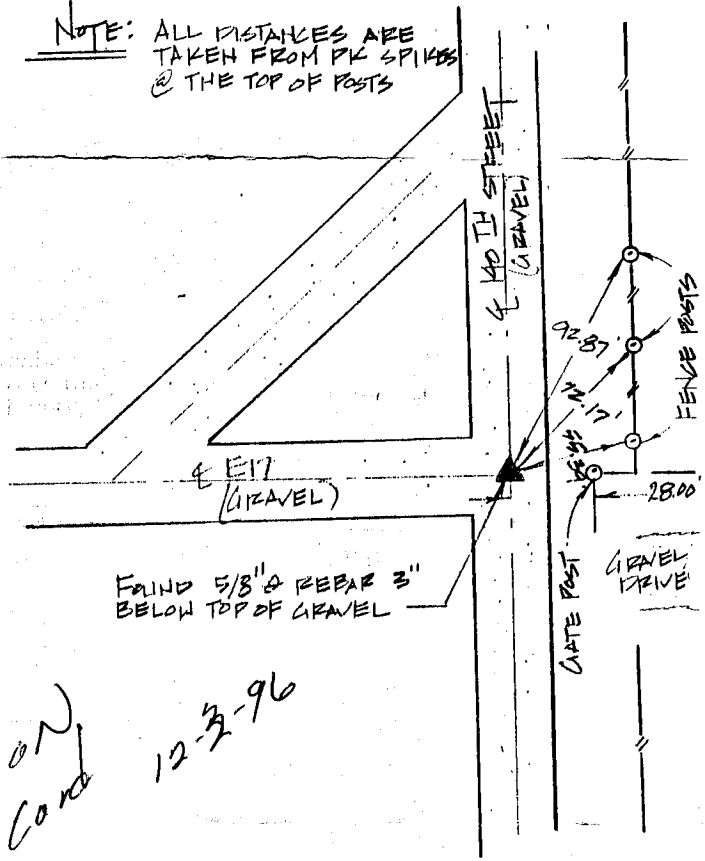 NOTE: ALL DISTANCES ARE
TAKEN FROM PK SPIKES
@ THE TOP OF POSTS
℄ 140TH STREET
(GRAVEL)
92.87'
72.17'
FENCE POSTS
℄ E17
(GRAVEL)
28.00'
GATE POST
GRAVEL
DRIVE
FOUND 5/8" Ø REBAR 3"
BELOW TOP OF GRAVEL
ON
Card
12-3-96